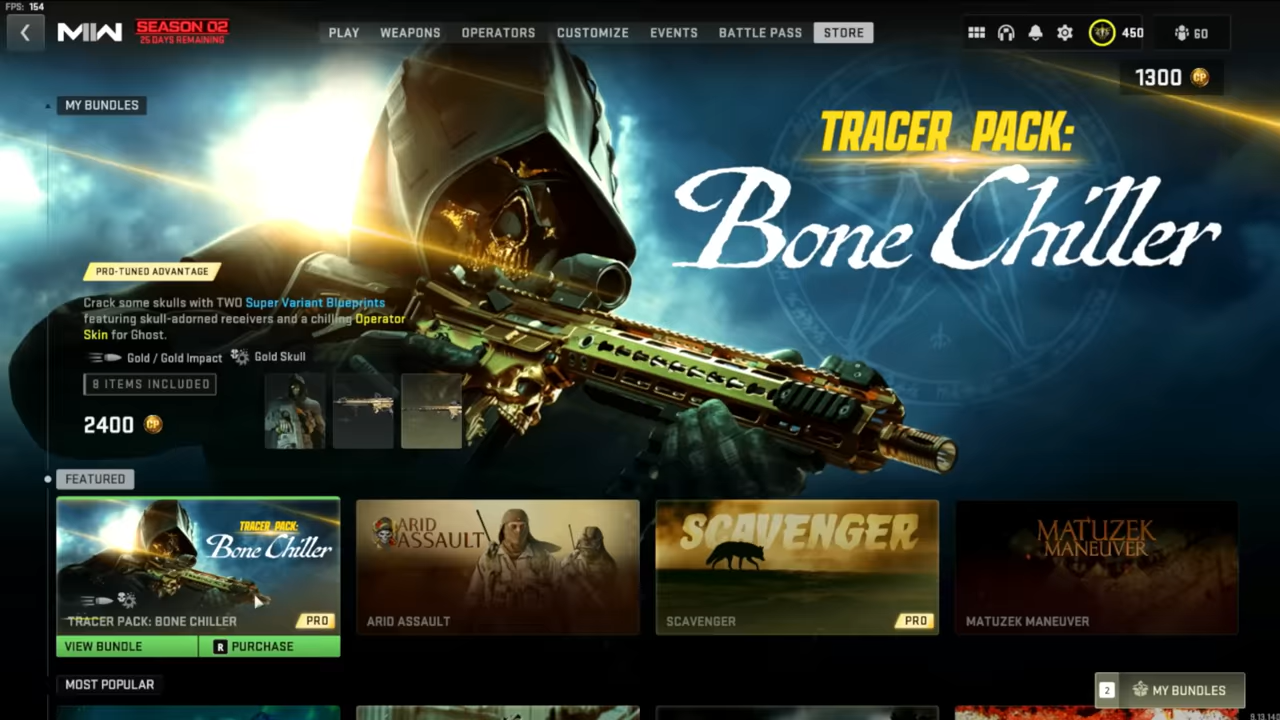 FPS: 154
MW
SEASON 02
25 DAYS REMAINING
PLAY WEAPONS OPERATORS CUSTOMIZE EVENTS BATTLE PASS STORE
450
60
1300 CP
MY BUNDLES
TRACER PACK:
Bone Chiller
PRO-TUNED ADVANTAGE
Crack some skulls with TWO Super Variant Blueprints
featuring skull-adorned receivers and a chilling Operator
Skin for Ghost.
Gold / Gold Impact Gold Skull
8 ITEMS INCLUDED
2400 CP
FEATURED
TRACER PACK:
Bone Chiller
TRACER PACK: BONE CHILLER
PRO
VIEW BUNDLE
R PURCHASE
ARID
ASSAULT
ARID ASSAULT
SCAVENGER
SCAVENGER
PRO
MATUZEK
MANEUVER
MATUZEK MANEUVER
MOST POPULAR
2 MY BUNDLES